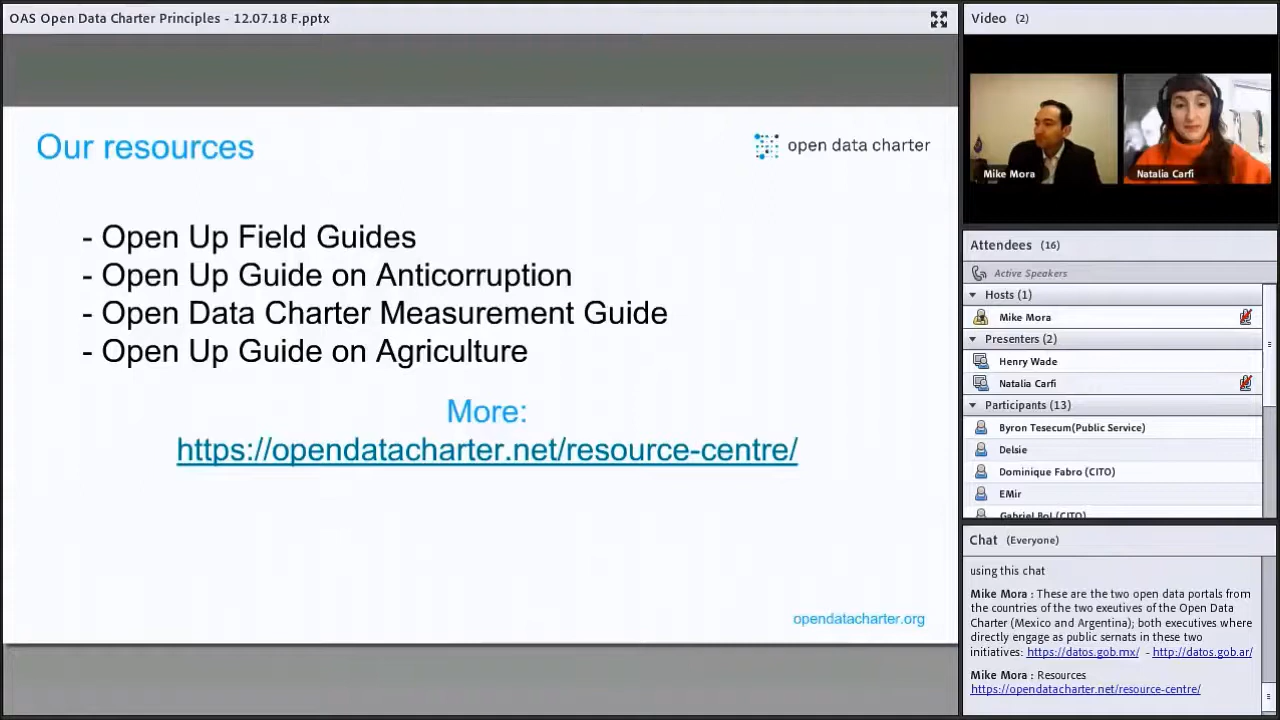 OAS Open Data Charter Principles - 12.07.18 F.pptx
Our resources
open data charter
- Open Up Field Guides
- Open Up Guide on Anticorruption
- Open Data Charter Measurement Guide
- Open Up Guide on Agriculture
More:
https://opendatacharter.net/resource-centre/
opendatacharter.org
Video (2)
Mike Mora
Natalia Carfi
Attendees (16)
Active Speakers
Hosts (1)
Mike Mora
Presenters (2)
Henry Wade
Natalia Carfi
Participants (13)
Byron Tesecum(Public Service)
Delsie
Dominique Fabro (CITO)
EMir
Gabriel Bol (CITO)
Chat (Everyone)
using this chat
Mike Mora : These are the two open data portals from
the countries of the two exeutives of the Open Data
Charter (Mexico and Argentina); both executives where
directly engage as public sernats in these two
initiatives: https://datos.gob.mx/ - http://datos.gob.ar/
Mike Mora : Resources
https://opendatacharter.net/resource-centre/